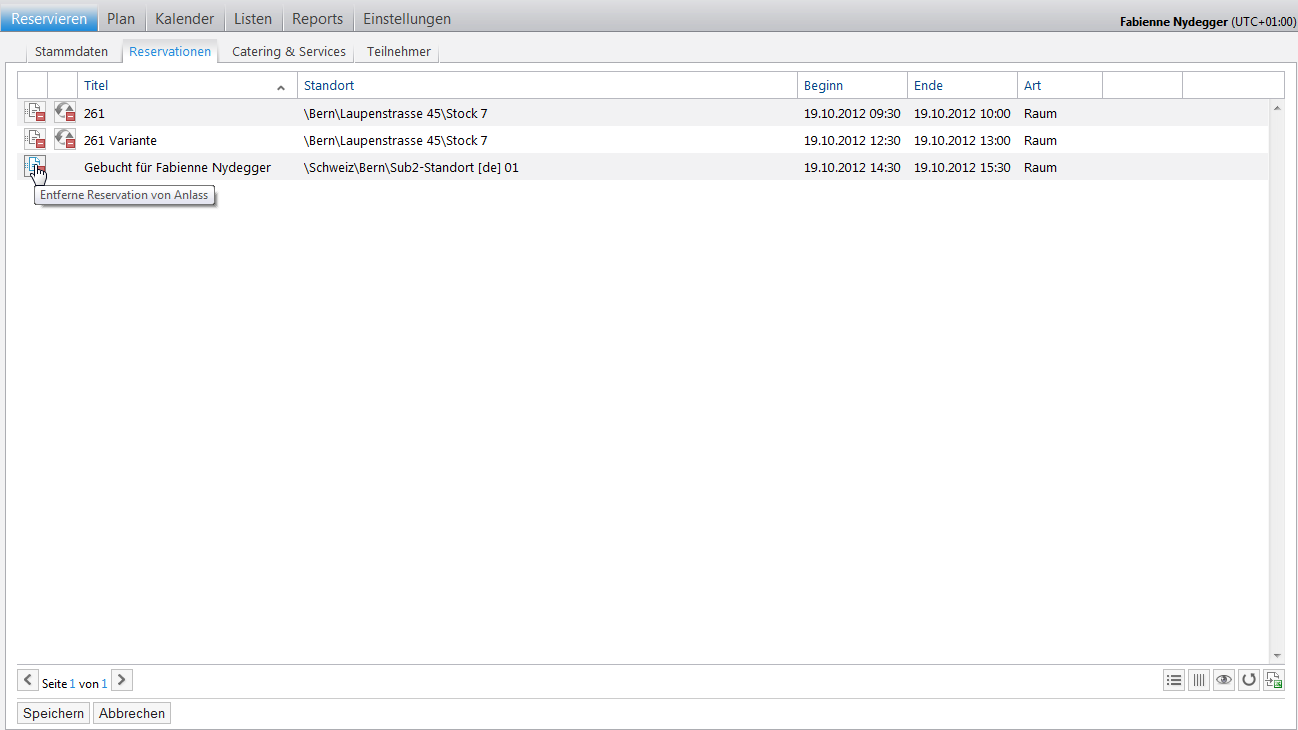 Reservieren Plan Kalender Listen Reports Einstellungen Fabienne Nydegger (UTC+01:00)
Stammdaten Reservationen Catering & Services Teilnehmer
Titel Standort Beginn Ende Art
261 \Bern\Laupenstrasse 45\Stock 7 19.10.2012 09:30 19.10.2012 10:00 Raum
261 Variante \Bern\Laupenstrasse 45\Stock 7 19.10.2012 12:30 19.10.2012 13:00 Raum
Gebucht für Fabienne Nydegger \Schweiz\Bern\Sub2-Standort [de] 01 19.10.2012 14:30 19.10.2012 15:30 Raum
Entferne Reservation von Anlass
Seite 1 von 1
Speichern Abbrechen